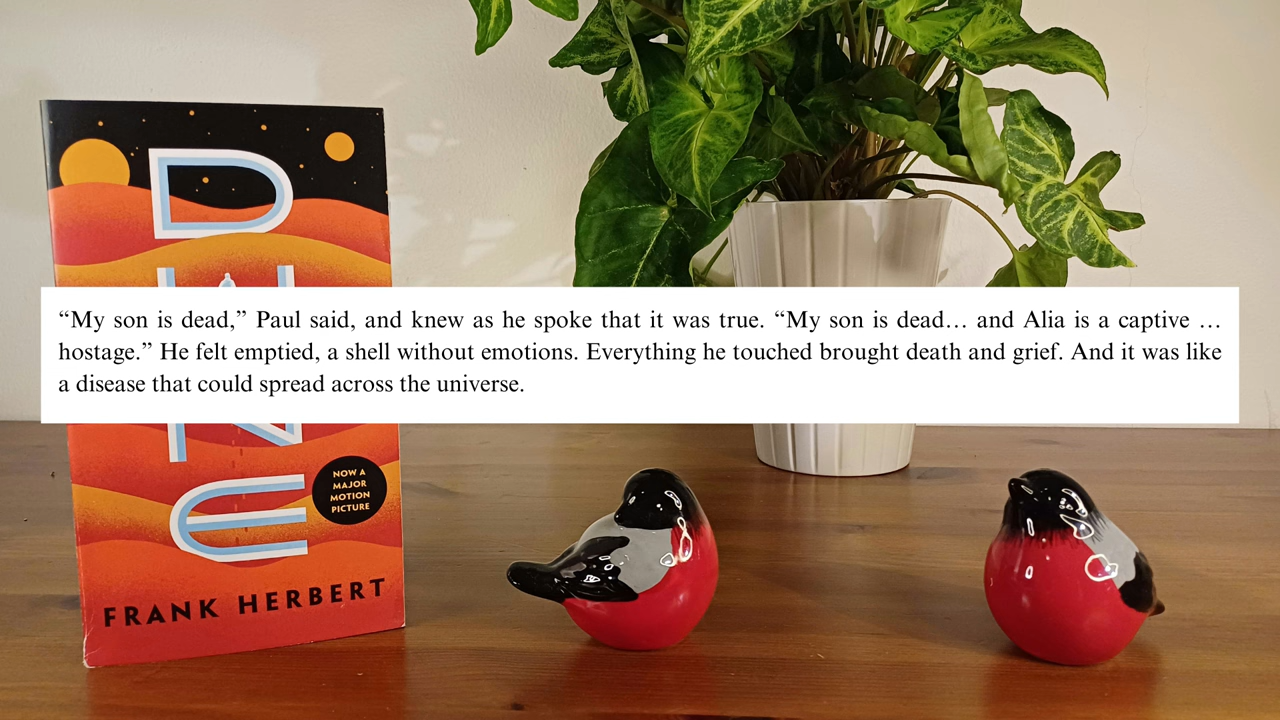 D
“My son is dead,” Paul said, and knew as he spoke that it was true. “My son is dead… and Alia is a captive …
hostage.” He felt emptied, a shell without emotions. Everything he touched brought death and grief. And it was like
a disease that could spread across the universe.
N
E
NOW A
MAJOR
MOTION
PICTURE
FRANK HERBERT